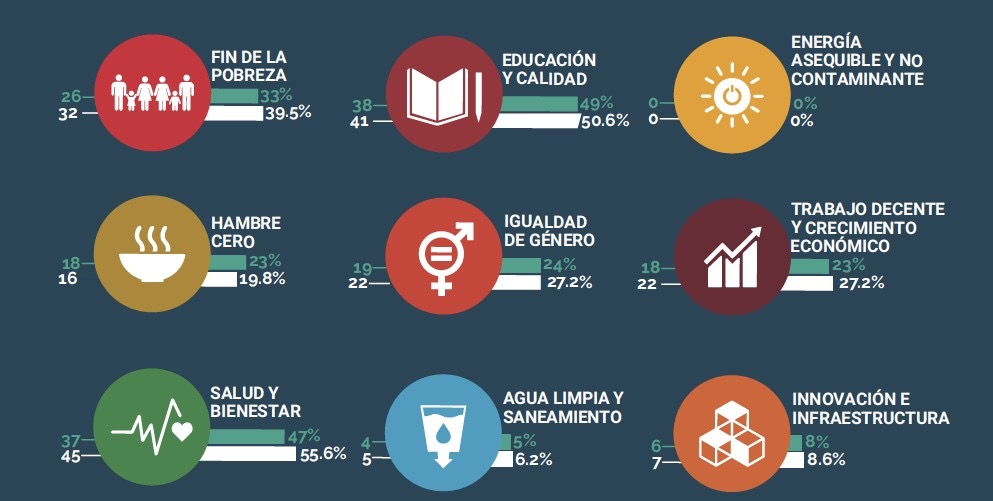 FIN DE LA
POBREZA
26 33%
32 39.5%
EDUCACIÓN
Y CALIDAD
38 49%
41 50.6%
ENERGÍA
ASEQUIBLE Y NO
CONTAMINANTE
0 0%
0 0%
HAMBRE
CERO
18 23%
16 19.8%
IGUALDAD
DE GÉNERO
19 24%
22 27.2%
TRABAJO DECENTE
Y CRECIMIENTO
ECONÓMICO
18 23%
22 27.2%
SALUD Y
BIENESTAR
37 47%
45 55.6%
AGUA LIMPIA Y
SANEAMIENTO
4 5%
5 6.2%
INNOVACIÓN E
INFRAESTRUCTURA
6 8%
7 8.6%